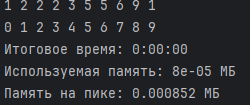 1 2 2 2 3 5 5 6 9 1
0 1 2 3 4 5 6 7 8 9
Итоговое время: 0:00:00
Используемая память: 8e-05 МБ
Память на пике: 0.000852 МБ